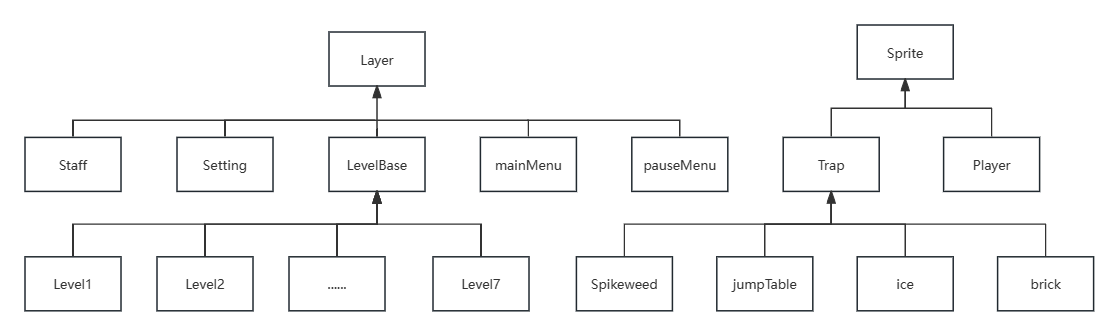 Layer
Sprite
Staff
Setting
LevelBase
mainMenu
pauseMenu
Trap
Player
Level1
Level2
......
Level7
Spikeweed
jumpTable
ice
brick